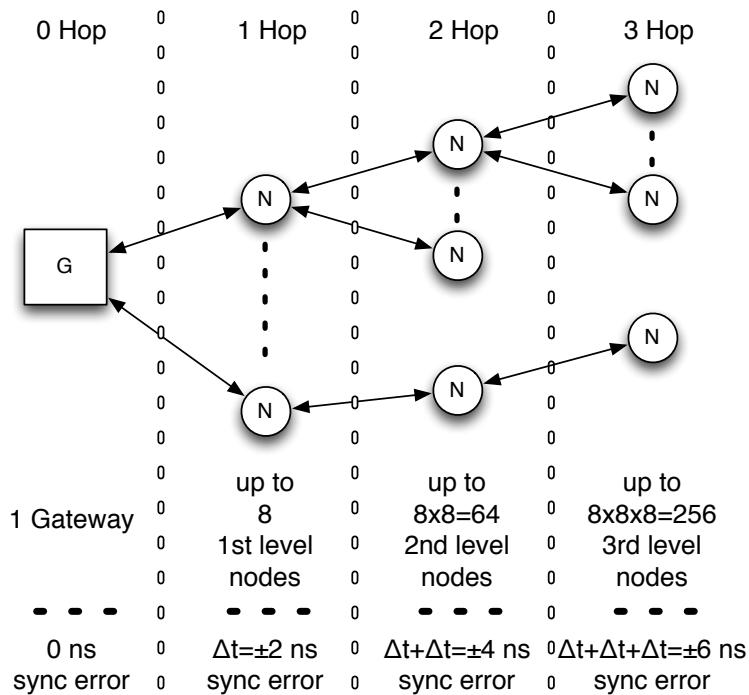 0 Hop
1 Hop
2 Hop
3 Hop
G
N
N
N
N
N
N
N
N
1 Gateway
up to
8
1st level
nodes
up to
8x8=64
2nd level
nodes
up to
8x8x8=256
3rd level
nodes
0 ns
sync error
Δt=±2 ns
sync error
Δt+Δt=±4 ns
sync error
Δt+Δt+Δt=±6 ns
sync error